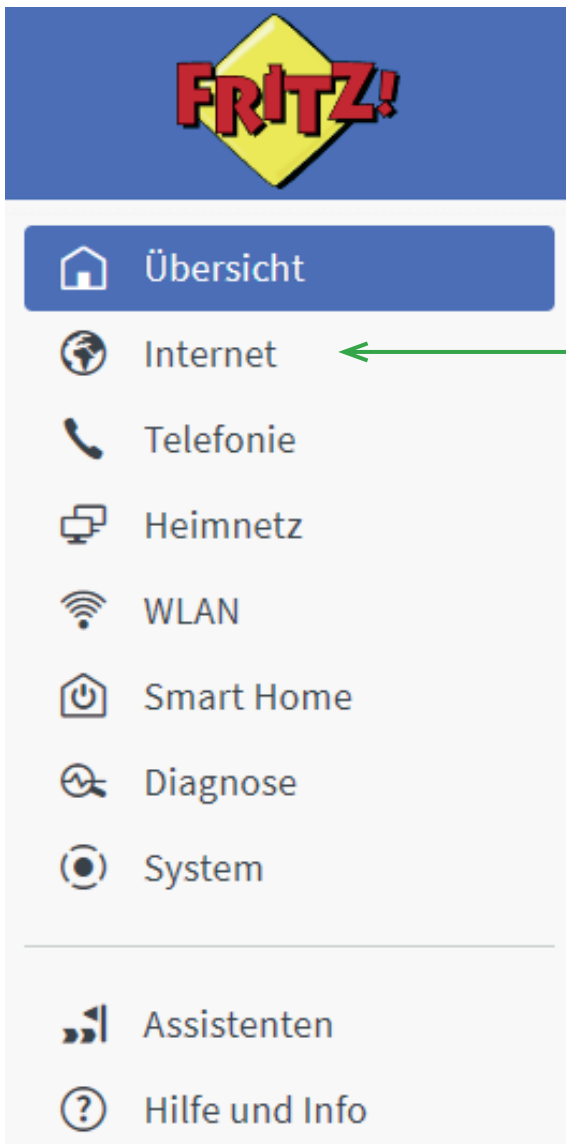 FRITZ!
Übersicht
Internet
Telefonie
Heimnetz
WLAN
Smart Home
Diagnose
System
Assistenten
Hilfe und Info